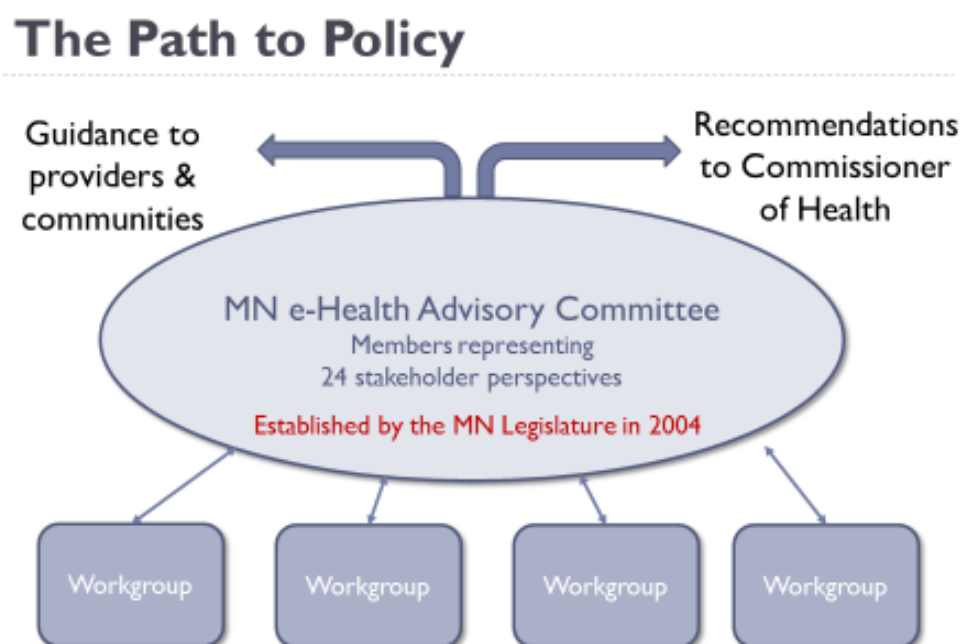 The Path to Policy
Guidance to
providers &
communities
Recommendations
to Commissioner
of Health
MN e-Health Advisory Committee
Members representing
24 stakeholder perspectives
Established by the MN Legislature in 2004
Workgroup
Workgroup
Workgroup
Workgroup